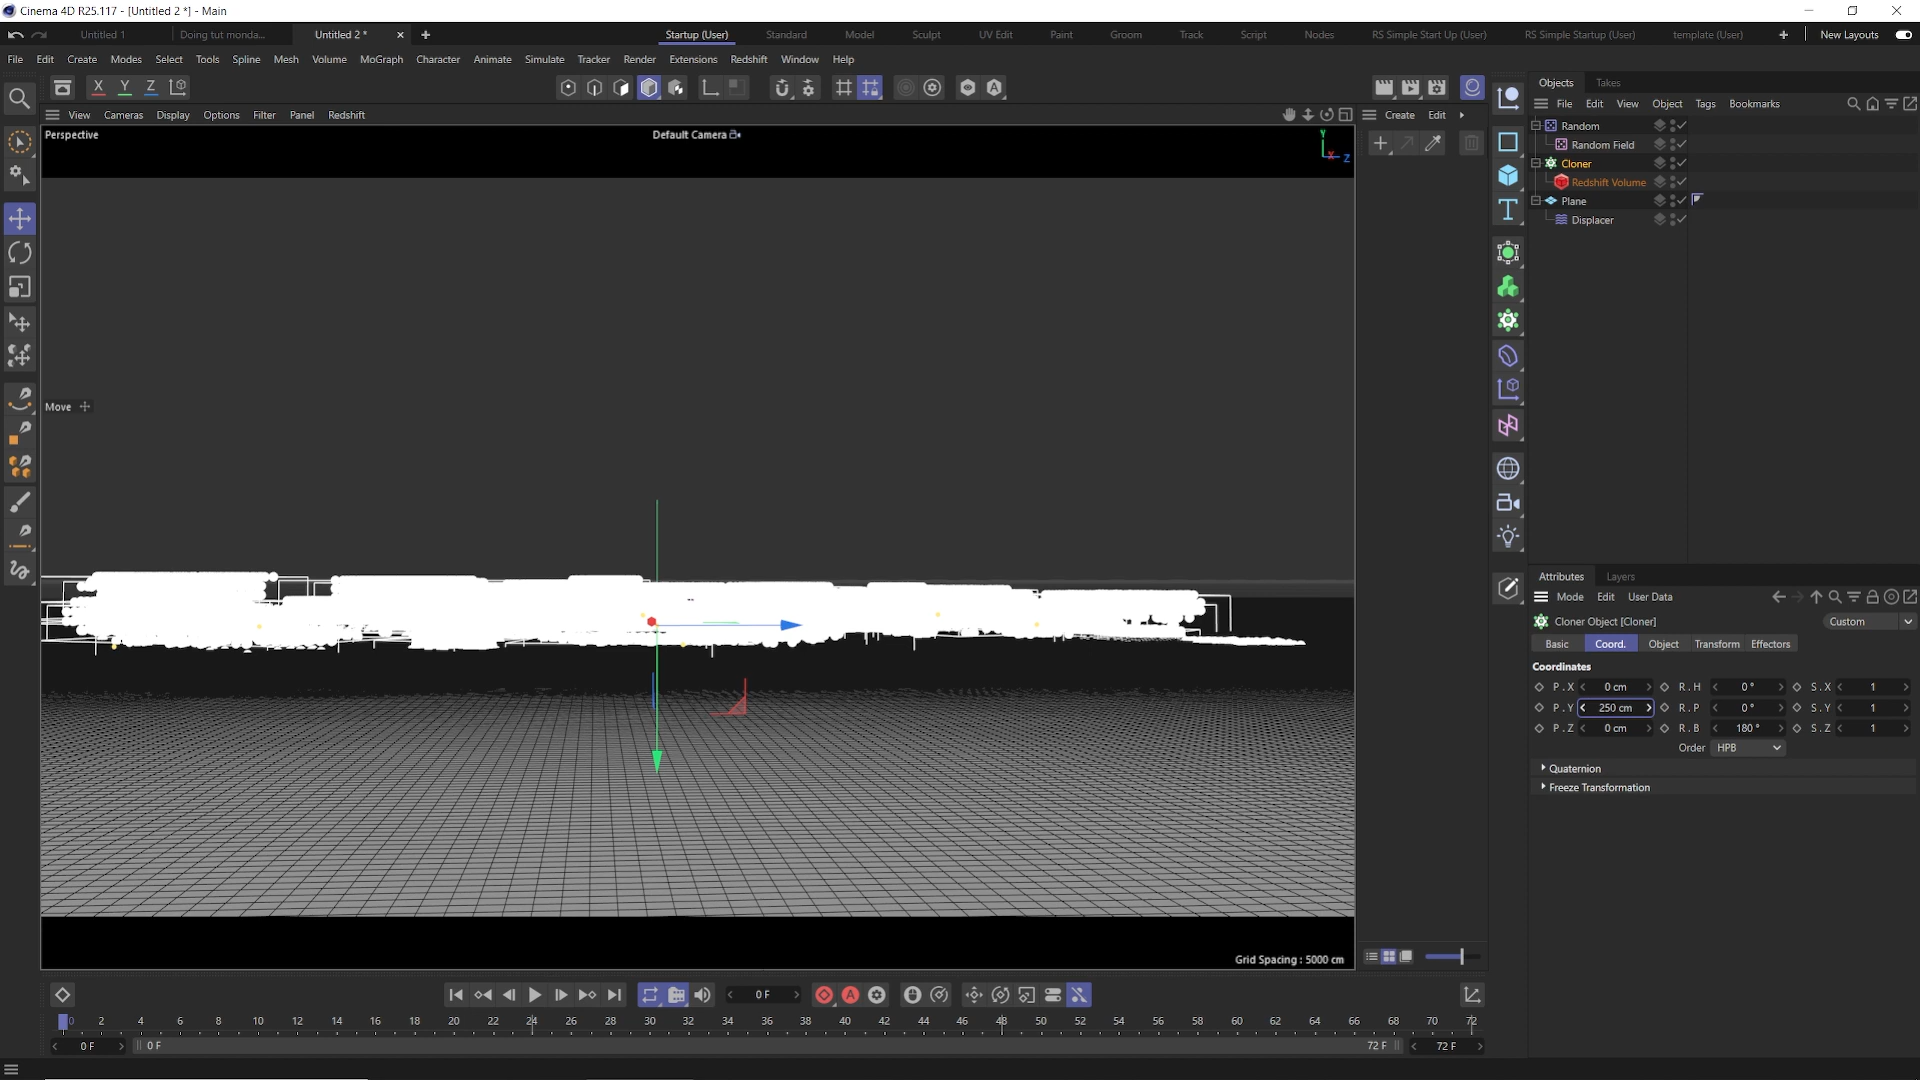 Cinema 4D R25.117 - [Untitled 2 *] - Main
Untitled 1
Doing tut monda...
Untitled 2 *
Startup (User)
Standard
Model
Sculpt
UV Edit
Paint
Groom
Track
Script
Nodes
RS Simple Start Up (User)
RS Simple Startup (User)
template (User)
New Layouts
File Edit Create Modes Select Tools Spline Mesh Volume MoGraph Character Animate Simulate Tracker Render Extensions Redshift Window Help
X Y Z
Objects Takes
View Cameras Display Options Filter Panel Redshift
Create Edit
File Edit View Object Tags Bookmarks
Perspective
Default Camera
Y
X
Z
Random
Random Field
Cloner
Redshift Volume
Plane
Displacer
Move
Attributes Layers
Mode Edit User Data
Cloner Object [Cloner]
Custom
Basic Coord. Object Transform Effectors
Coordinates
P . X 0 cm R . H 0° S . X 1
P . Y 250 cm R . P 0° S . Y 1
P . Z 0 cm R . B 180° S . Z 1
Order HPB
Quaternion
Freeze Transformation
Grid Spacing : 5000 cm
0 F
0 2 4 6 8 10 12 14 16 18 20 22 24 26 28 30 32 34 36 38 40 42 44 46 48 50 52 54 56 58 60 62 64 66 68 70 72
0 F
0 F
72 F
72 F